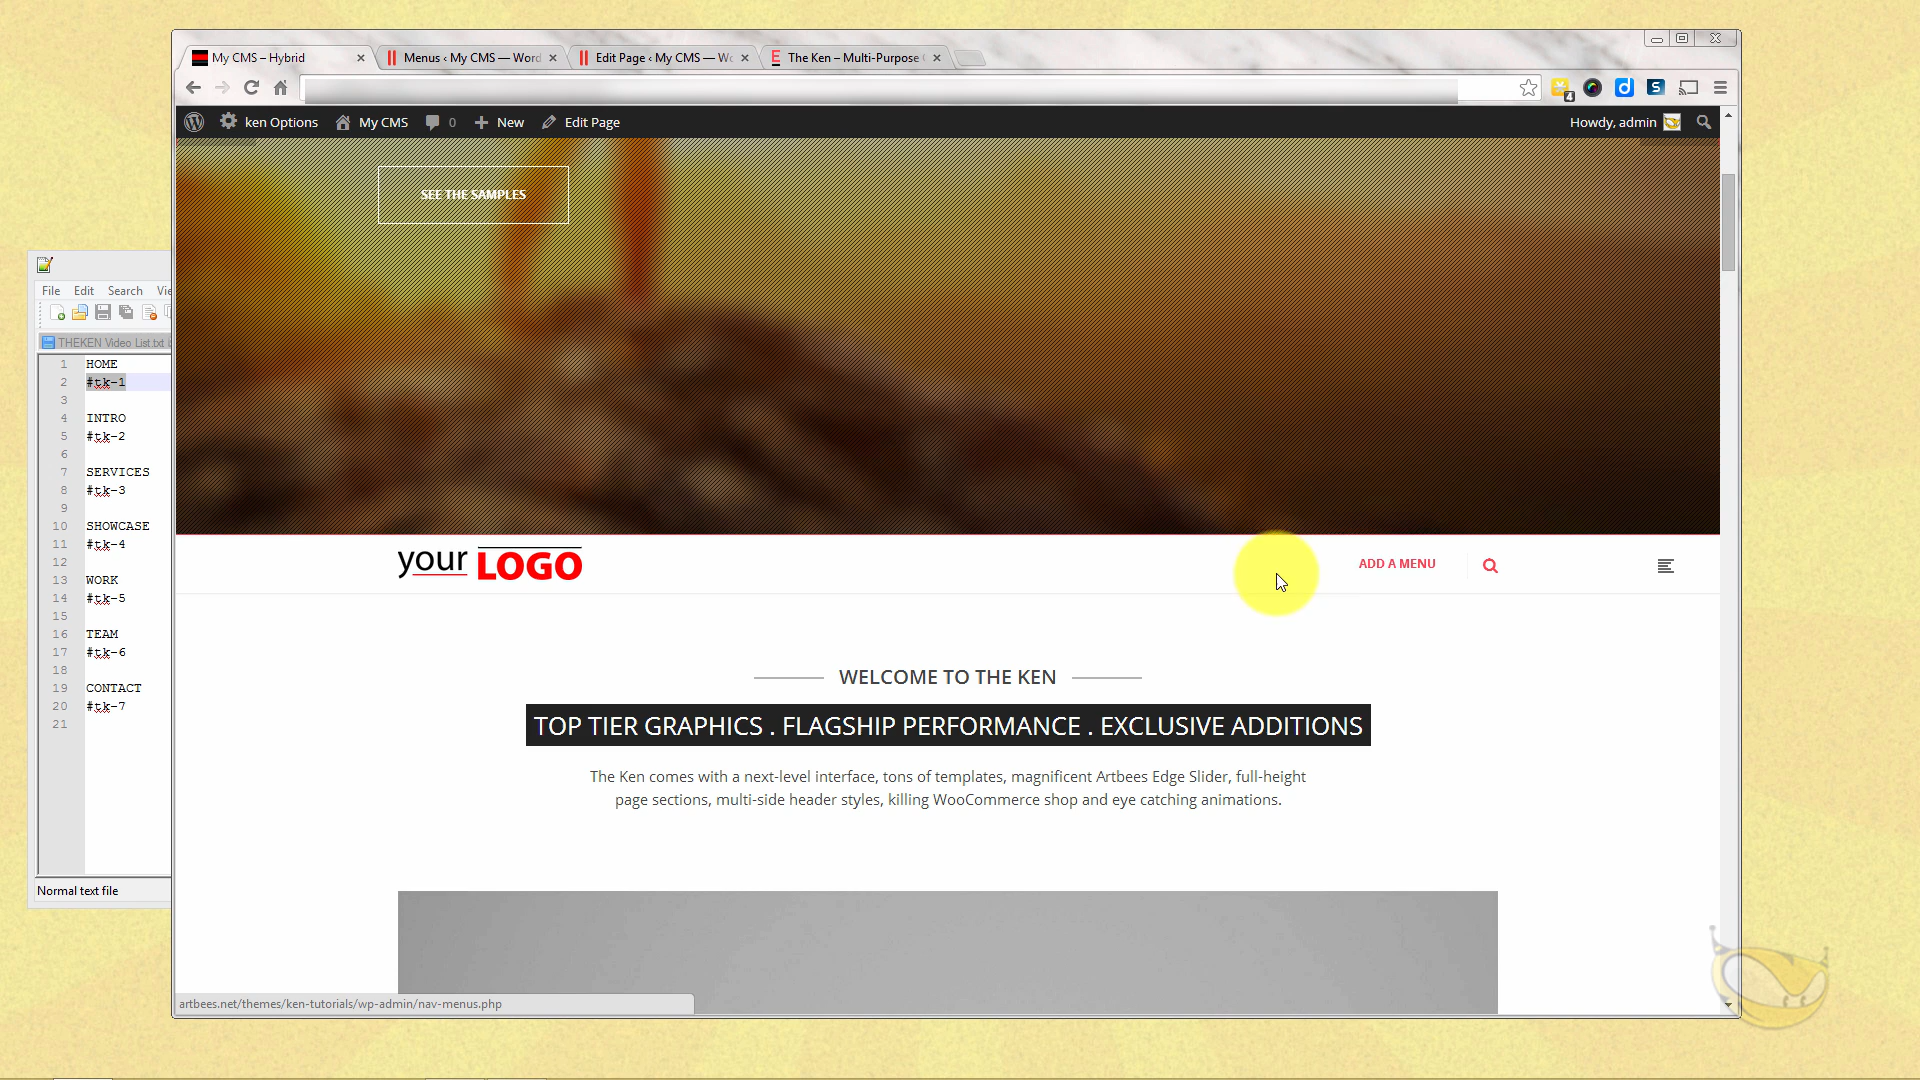 My CMS – Hybrid
Menus ‹ My CMS — Word
Edit Page ‹ My CMS — Wo
The Ken – Multi-Purpose
4
ken Options
My CMS
0
New
Edit Page
Howdy, admin
SEE THE SAMPLES
File
Edit
Search
THEKEN Video List.txt
1 HOME
2 #tk-1
3
4 INTRO
5 #tk-2
6
7 SERVICES
8 #tk-3
9
10 SHOWCASE
11 #tk-4
12
13 WORK
14 #tk-5
15
16 TEAM
17 #tk-6
18
19 CONTACT
20 #tk-7
21
Normal text file
your LOGO
ADD A MENU
WELCOME TO THE KEN
TOP TIER GRAPHICS . FLAGSHIP PERFORMANCE . EXCLUSIVE ADDITIONS
The Ken comes with a next-level interface, tons of templates, magnificent Artbees Edge Slider, full-height
page sections, multi-side header styles, killing WooCommerce shop and eye catching animations.
artbees.net/themes/ken-tutorials/wp-admin/nav-menus.php